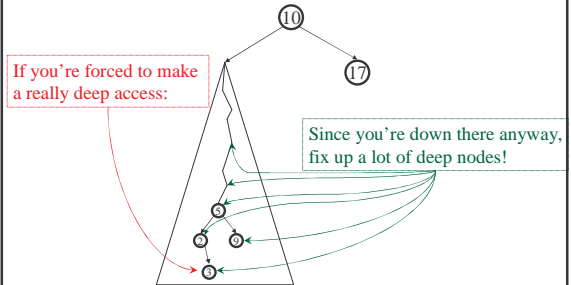 10
17
If you're forced to make
a really deep access:
Since you're down there anyway,
fix up a lot of deep nodes!
5
2
9
3